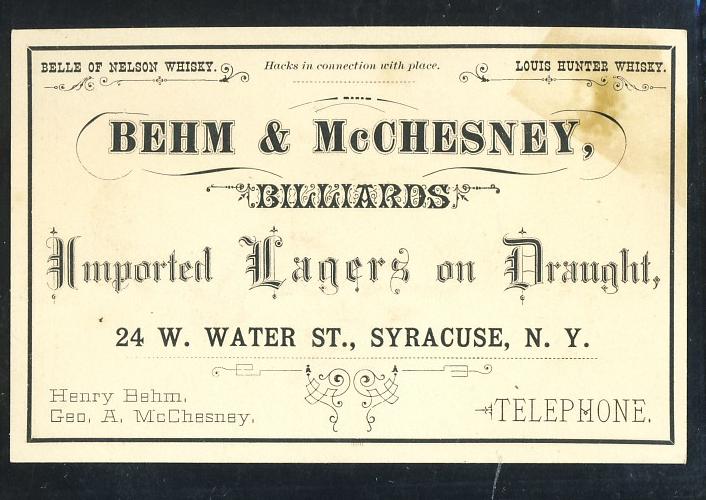 BELLE OF NELSON WHISKY.
Hacks in connection with place.
LOUIS HUNTER WHISKY.
BEHM & McCHESNEY,
BILLIARDS
Imported Lagers on Draught,
24 W. WATER ST., SYRACUSE, N. Y.
Henry Behm,
Geo. A. McChesney.
TELEPHONE.